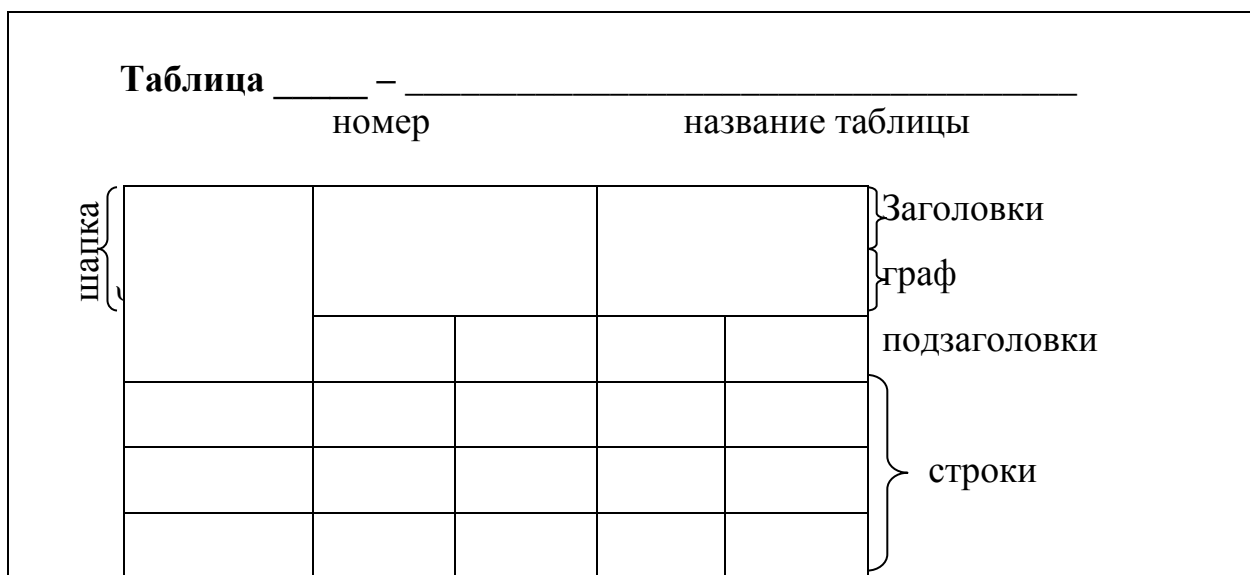 Таблица _____ – ___________________________________
номер название таблицы
шапка
Заголовки
граф
подзаголовки
строки